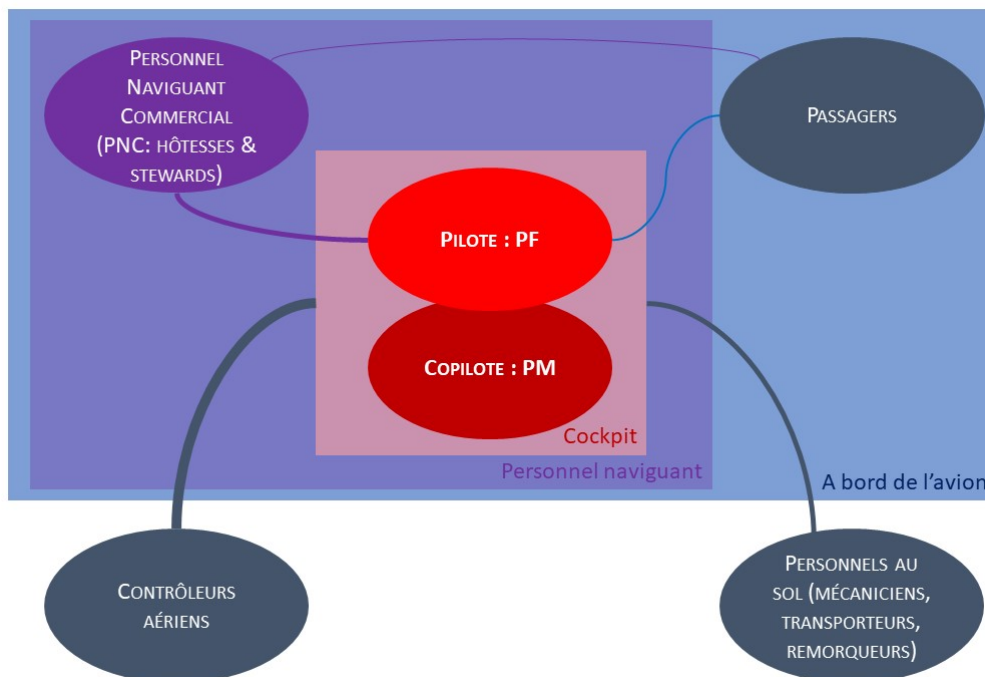 Personnel
Naviguant
Commercial
(PNC: hôtesses &
stewards)
Passagers
Pilote : PF
Copilote : PM
Cockpit
Personnel naviguant
A bord de l’avion
Contrôleurs
aériens
Personnels au
sol (mécaniciens,
transporteurs,
remorqueurs)